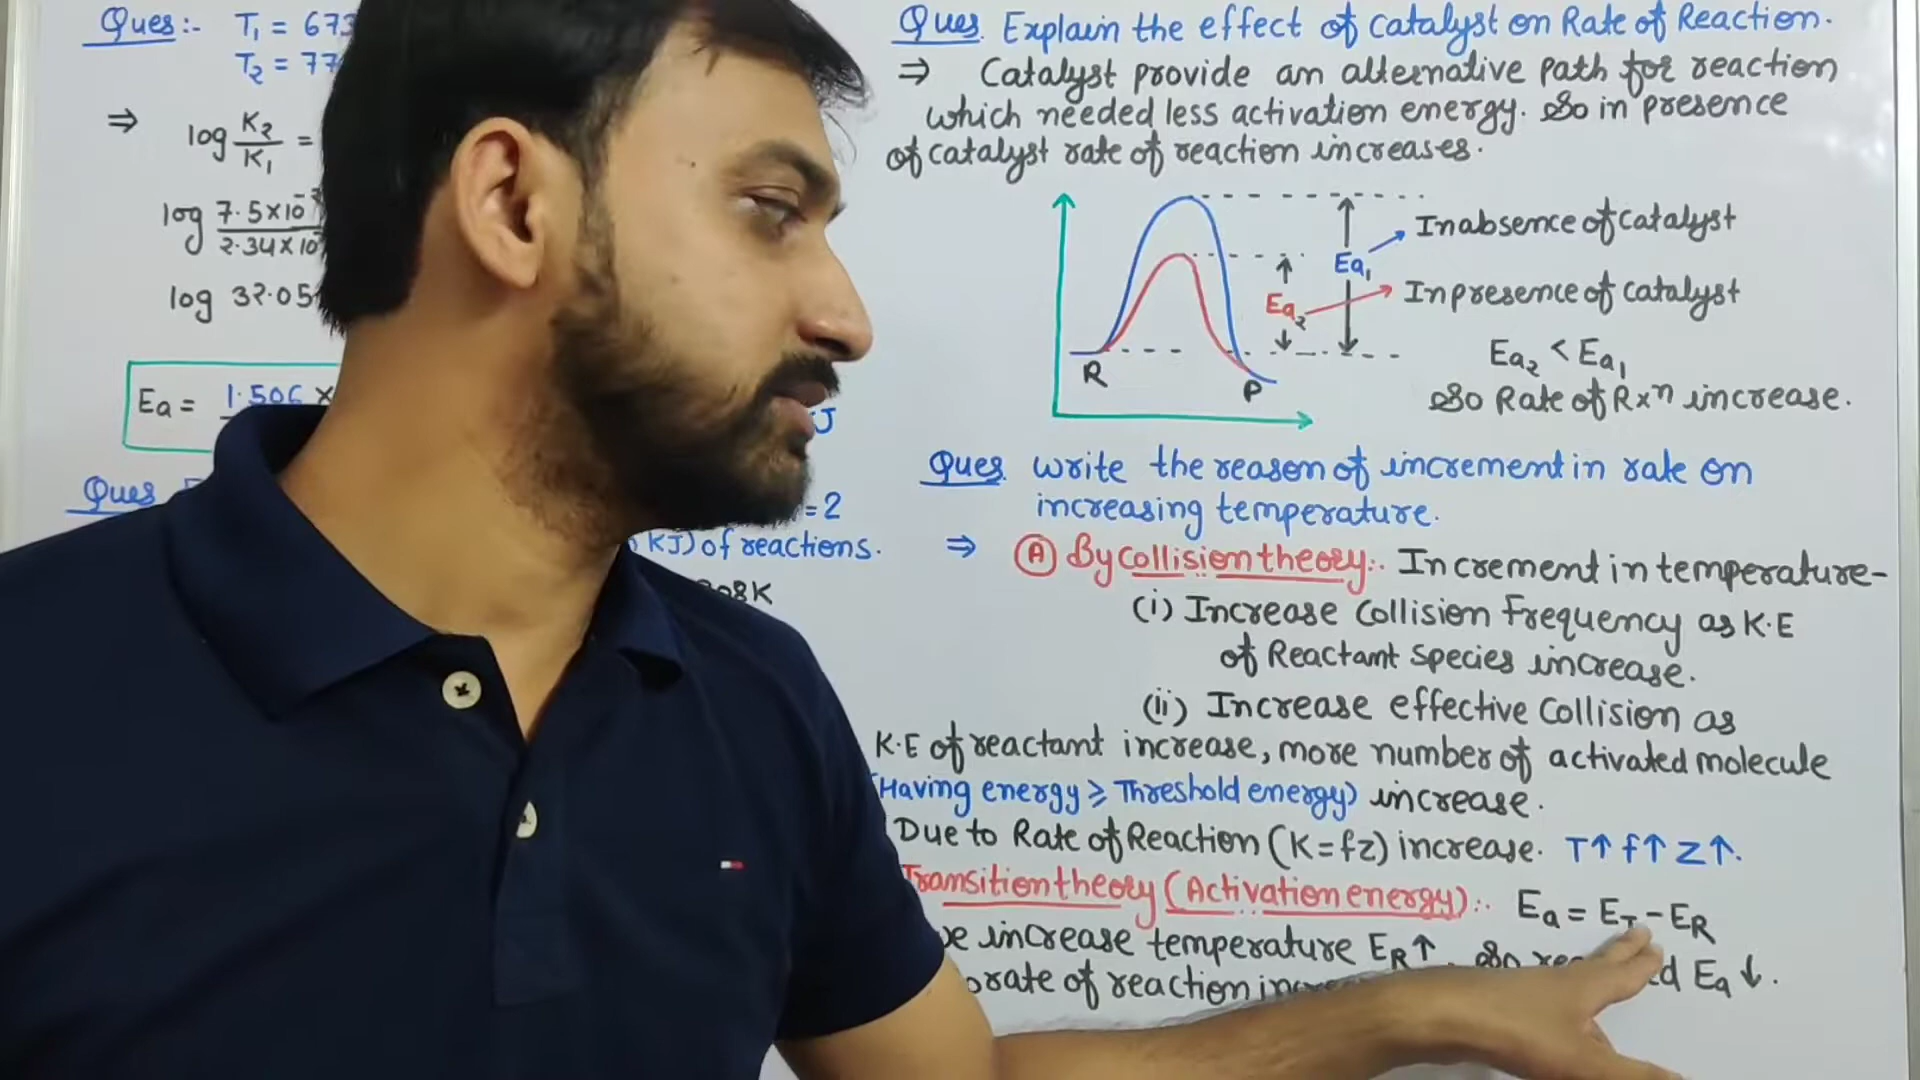 Ques:- T₁ = 673
T₂ = 77
⇒ log K₂/K₁ =
log 7.5×10⁻/2.34×10
log 32.05
Ea = 1.506 ×
J
Ques
=2
KJ) of reactions.
08K
Ques. Explain the effect of catalyst on Rate of Reaction.
⇒ Catalyst provide an alternative path for reaction
which needed less activation energy. So in presence
of catalyst rate of reaction increases.
In absence of catalyst
Ea₁
In presence of catalyst
Ea₂
Ea₂ < Ea₁
R
P
So Rate of Rxⁿ increase.
Ques. Write the reason of increment in rate on
increasing temperature.
⇒ (A) By Collision theory:. Increment in temperature-
(i) Increase Collision Frequency as K.E
of Reactant Species increase.
(ii) Increase effective Collision as
K.E of reactant increase, more number of activated molecule
(Having energy ⩾ Threshold energy) increase.
Due to Rate of Reaction (K=fz) increase. T↑ f↑ Z↑.
Transition theory (Activation energy):. Ea = E_T - E_R
increase temperature E_R↑. So Ea↓.
rate of reaction